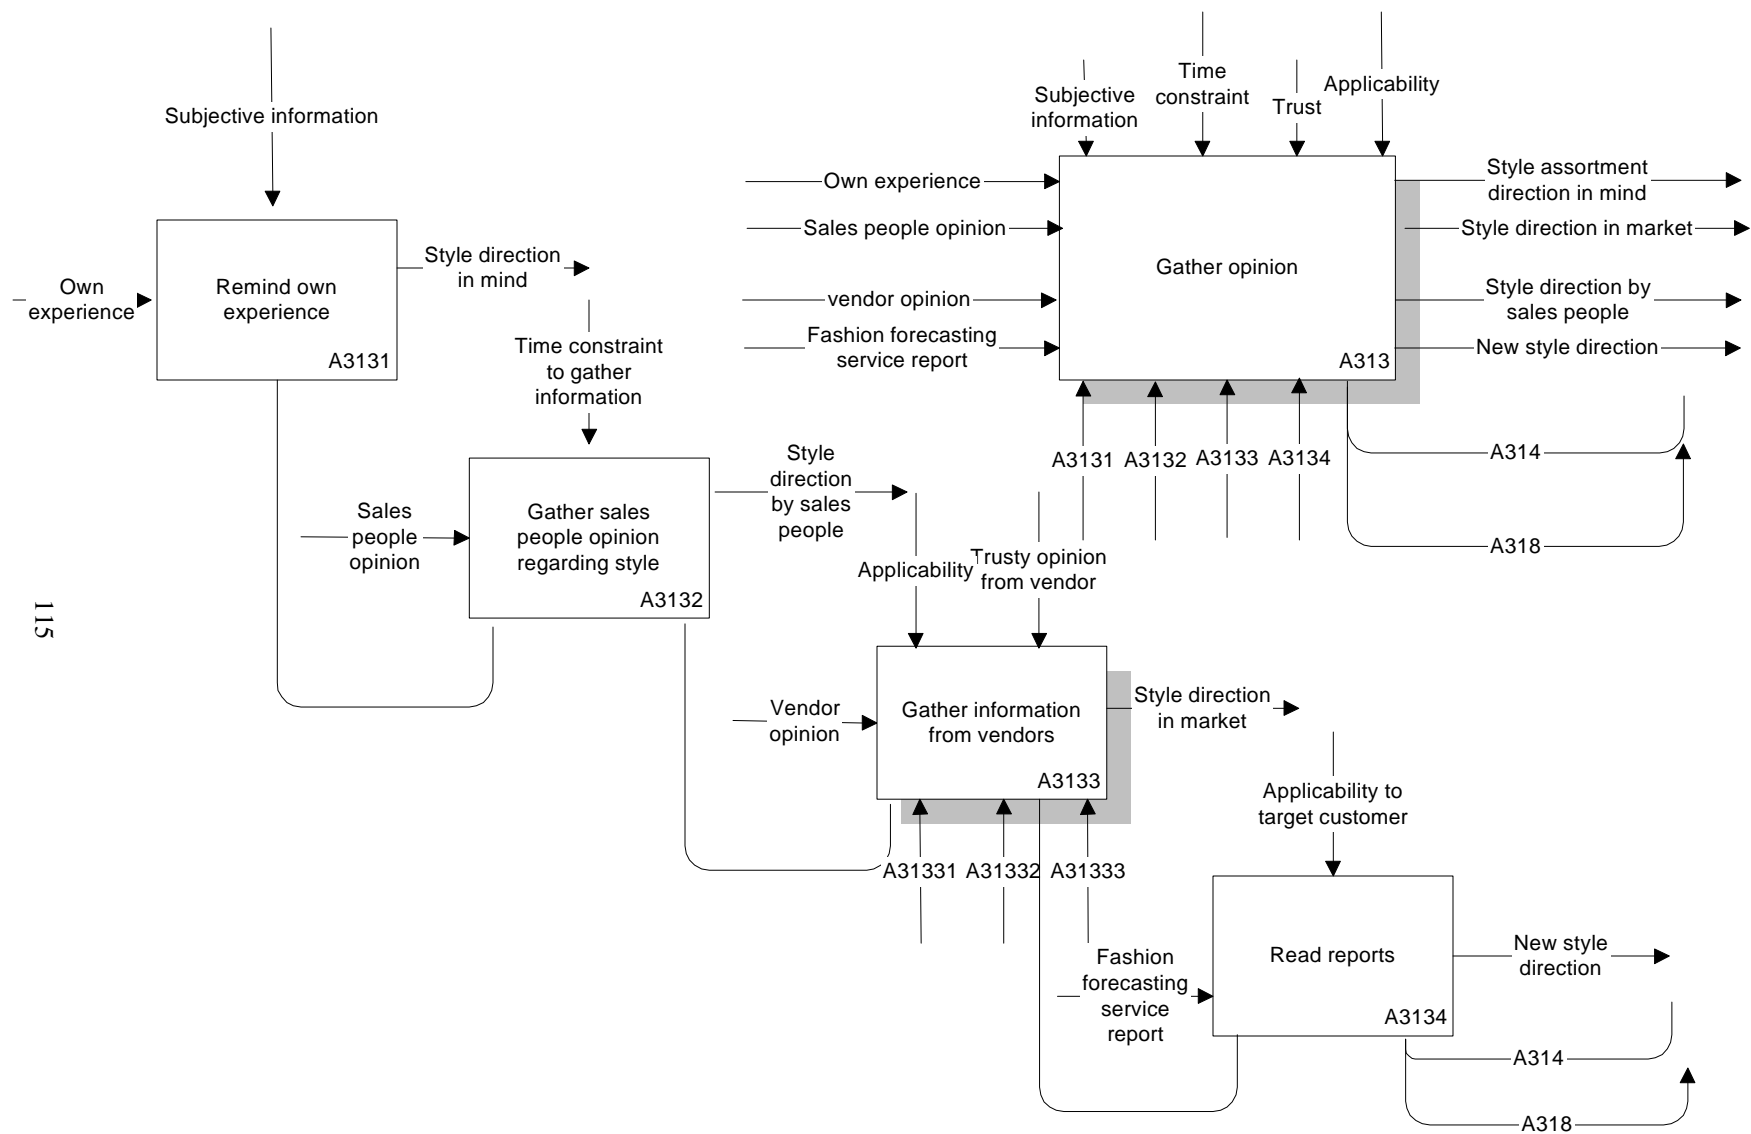 Subjective information
Own
experience
Remind own
experience
A3131
Style direction
in mind
Time constraint
to gather
information
Sales
people
opinion
Gather sales
people opinion
regarding style
A3132
Style
direction
by sales
people
Applicability
Trusty opinion
from vendor
Vendor
opinion
Gather information
from vendors
A3133
Style direction
in market
A31331
A31332
A31333
Applicability to
target customer
Fashion
forecasting
service
report
Read reports
A3134
New style
direction
A314
A318
Subjective
information
Time
constraint
Trust
Applicability
Own experience
Sales people opinion
vendor opinion
Fashion forecasting
service report
Gather opinion
A313
Style assortment
direction in mind
Style direction in market
Style direction by
sales people
New style direction
A3131
A3132
A3133
A3134
A314
A318
115